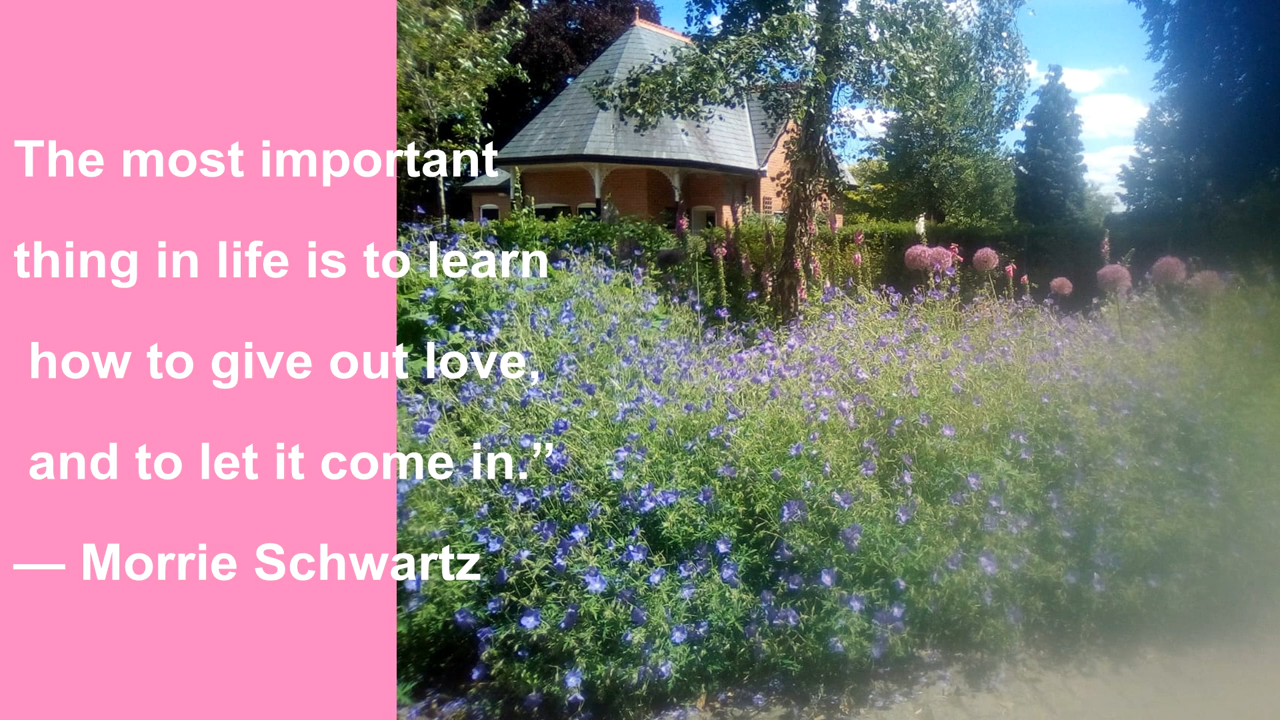 The most important
thing in life is to learn
how to give out love,
and to let it come in.”
— Morrie Schwartz